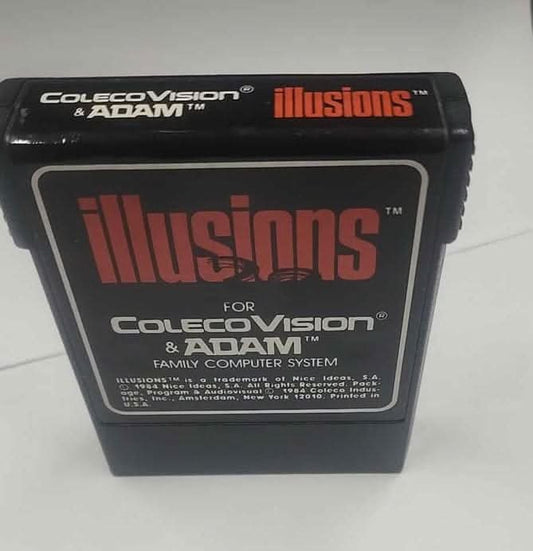 COLECOVISION® illusions™
& ADAM™
illusions™
FOR
COLECOVISION®
& ADAM™
FAMILY COMPUTER SYSTEM
ILLUSIONS™ is a trademark of Nice Ideas, S.A.
© 1984 Nice Ideas, S.A. All Rights Reserved. Pack-
age, Program & Audiovisual © 1984 Coleco Indus-
tries, Inc., Amsterdam, New York 12010. Printed in
U.S.A.